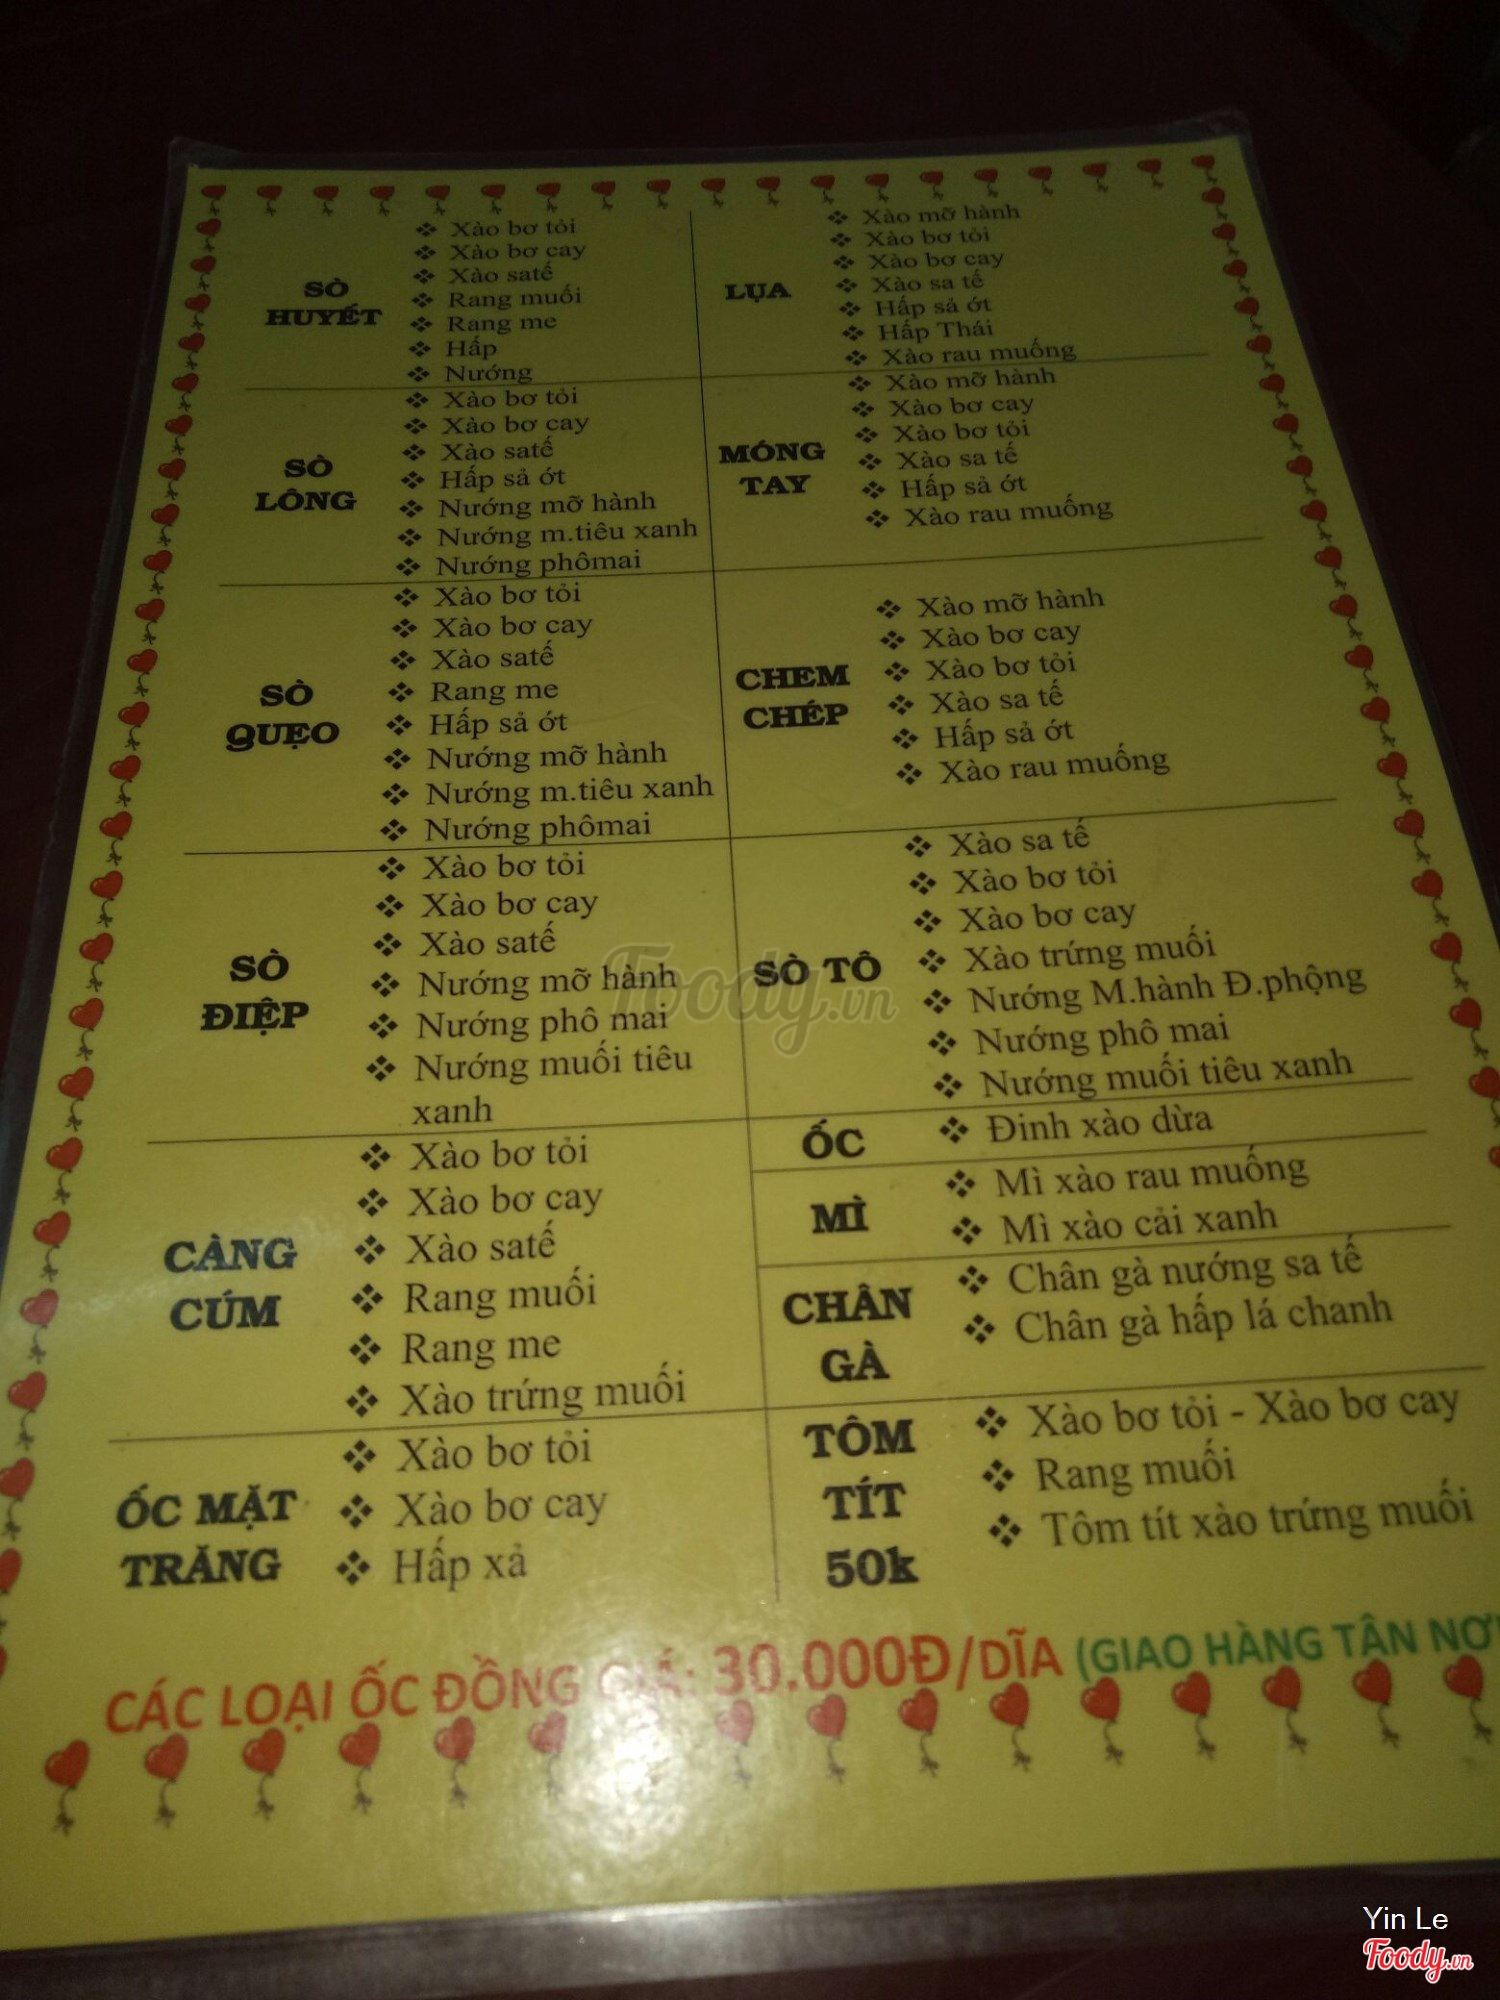 SÒ
HUYẾT
Xào bơ tỏi
Xào bơ cay
Xào satế
Rang muối
Rang me
Hấp
Nướng
LỤA
Xào mỡ hành
Xào bơ tỏi
Xào bơ cay
Xào sa tế
Hấp sả ớt
Hấp Thái
Xào rau muống
SÒ
LÔNG
Xào bơ tỏi
Xào bơ cay
Xào satế
Hấp sả ớt
Nướng mỡ hành
Nướng m.tiêu xanh
Nướng phômai
MÓNG
TAY
Xào mỡ hành
Xào bơ cay
Xào bơ tỏi
Xào sa tế
Hấp sả ớt
Xào rau muống
SÒ
QUẸO
Xào bơ tỏi
Xào bơ cay
Xào satế
Rang me
Hấp sả ớt
Nướng mỡ hành
Nướng m.tiêu xanh
Nướng phômai
CHEM
CHÉP
Xào mỡ hành
Xào bơ cay
Xào bơ tỏi
Xào sa tế
Hấp sả ớt
Xào rau muống
SÒ
ĐIỆP
Xào bơ tỏi
Xào bơ cay
Xào satế
Nướng mỡ hành
Nướng phô mai
Nướng muối tiêu
xanh
SÒ TÔ
Xào sa tế
Xào bơ tỏi
Xào bơ cay
Xào trứng muối
Nướng M.hành Đ.phộng
Nướng phô mai
Nướng muối tiêu xanh
ỐC
Đinh xào dừa
MÌ
Mì xào rau muống
Mì xào cải xanh
CHÂN
GÀ
Chân gà nướng sa tế
Chân gà hấp lá chanh
CÀNG
CÚM
Xào bơ tỏi
Xào bơ cay
Xào satế
Rang muối
Rang me
Xào trứng muối
TÔM
TÍT
50k
Xào bơ tỏi - Xào bơ cay
Rang muối
Tôm tít xào trứng muối
ỐC MẶT
TRĂNG
Xào bơ tỏi
Xào bơ cay
Hấp xả
CÁC LOẠI ỐC ĐỒNG GIÁ: 30.000Đ/DĨA (GIAO HÀNG TÂN NƠI
Foody.vn
Yin Le
Foody.vn